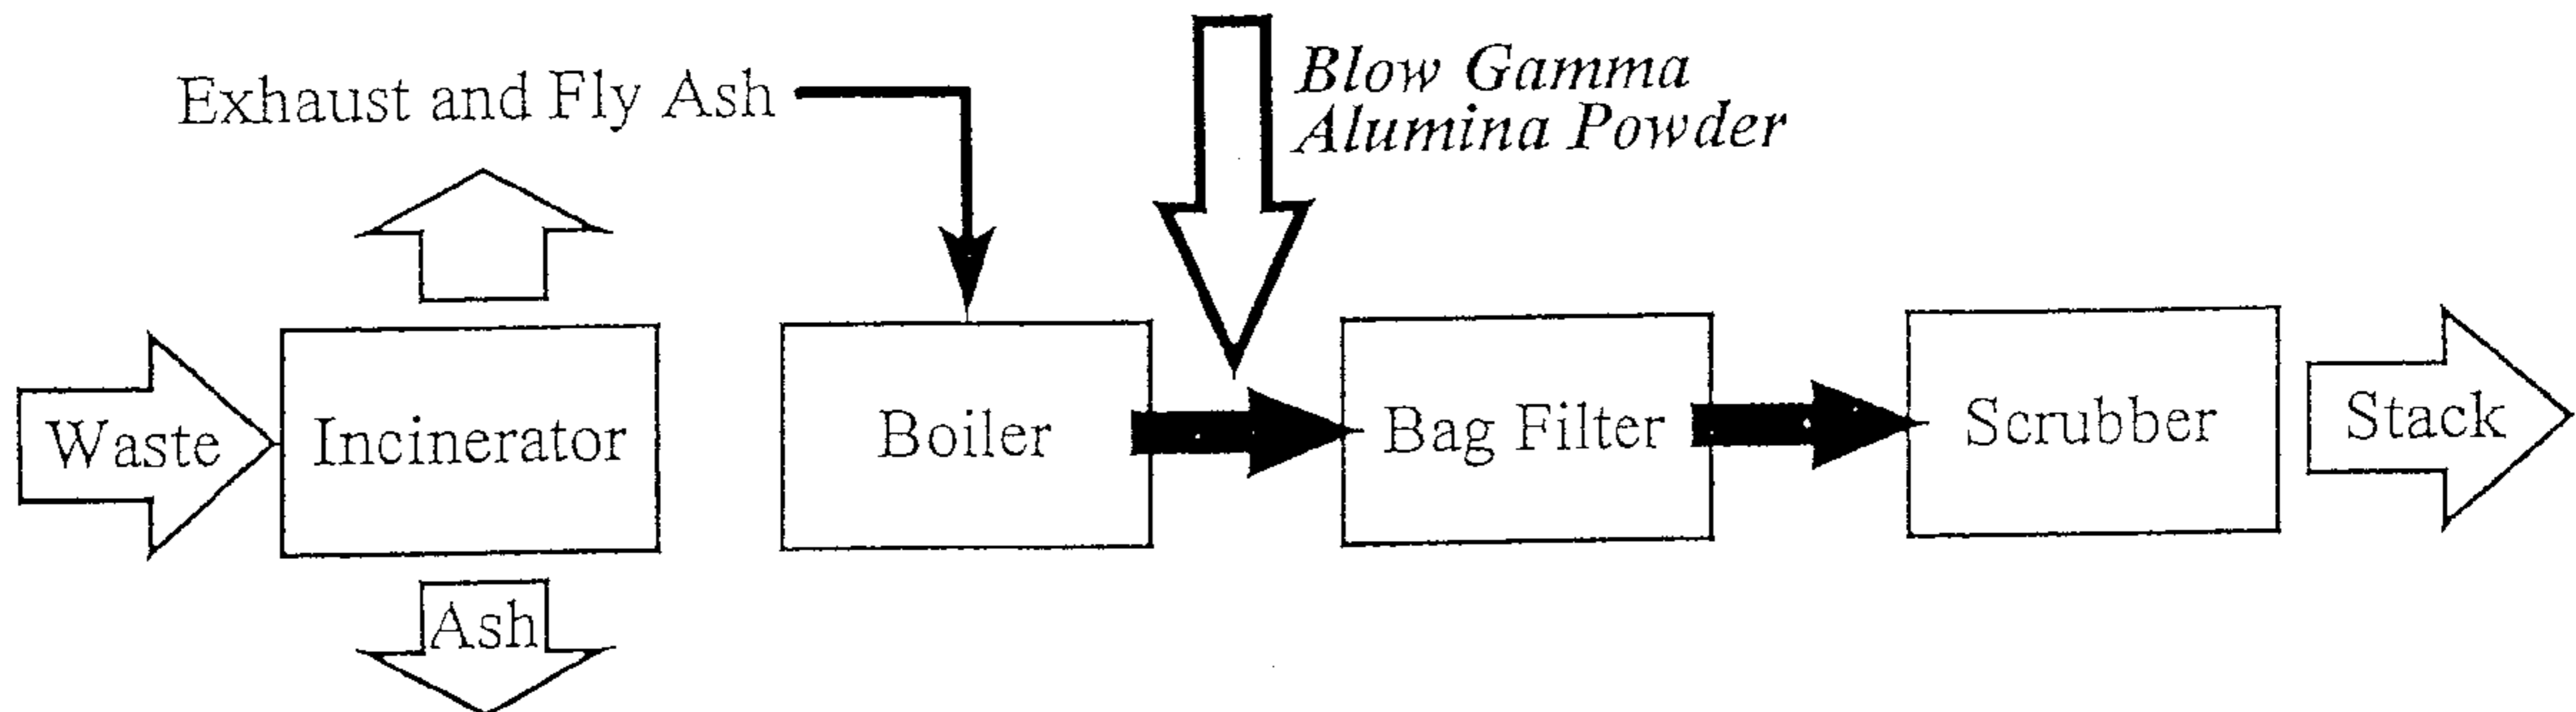 Exhaust and Fly Ash
Blow Gamma
Alumina Powder
Waste
Incinerator
Boiler
Bag Filter
Scrubber
Stack
Ash